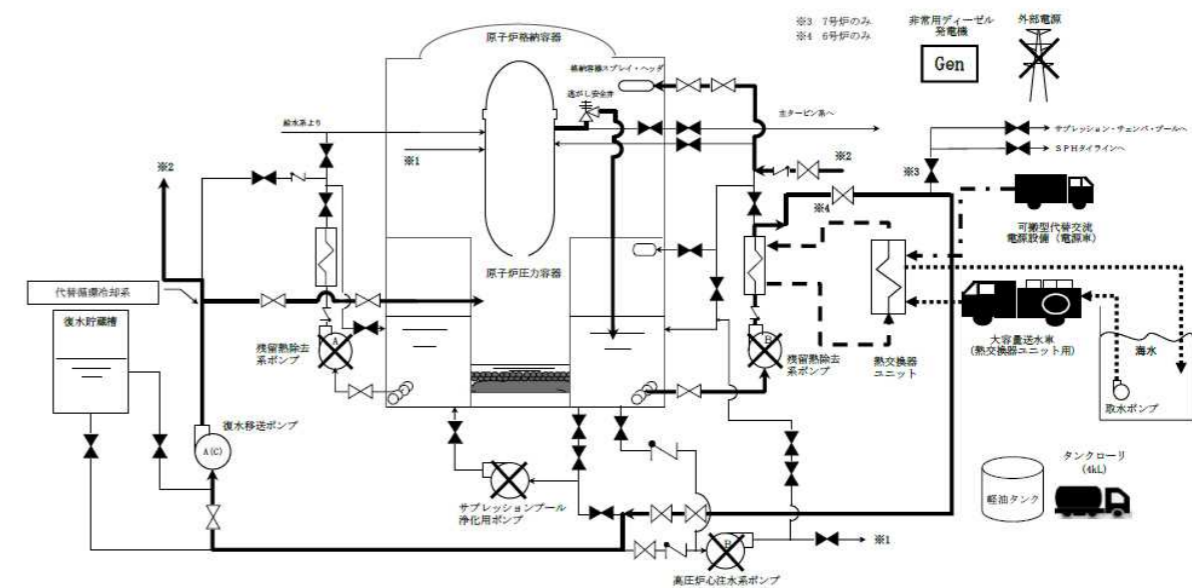 ※3 7号炉のみ
※4 6号炉のみ
非常用ディーゼル
発電機
Gen
外部電源
原子炉格納容器
格納容器スプレイ・ヘッダ
逃がし安全弁
給水系より
主タービン系へ
※1
※2
※2
※3
サプレッション・チェンバ・プールへ
SPHタイラインへ
※4
可搬型代替交流
電源設備(電源車)
原子炉圧力容器
代替循環冷却系
復水貯蔵槽
A
残留熱除去
系ポンプ
B
残留熱除去
系ポンプ
熱交換器
ユニット
大容量送水車
(熱交換器ユニット用)
海水
取水ポンプ
復水移送ポンプ
A(C)
サプレッションプール
浄化用ポンプ
B
高圧炉心注水系ポンプ
※1
軽油タンク
タンクローリ
(4kL)